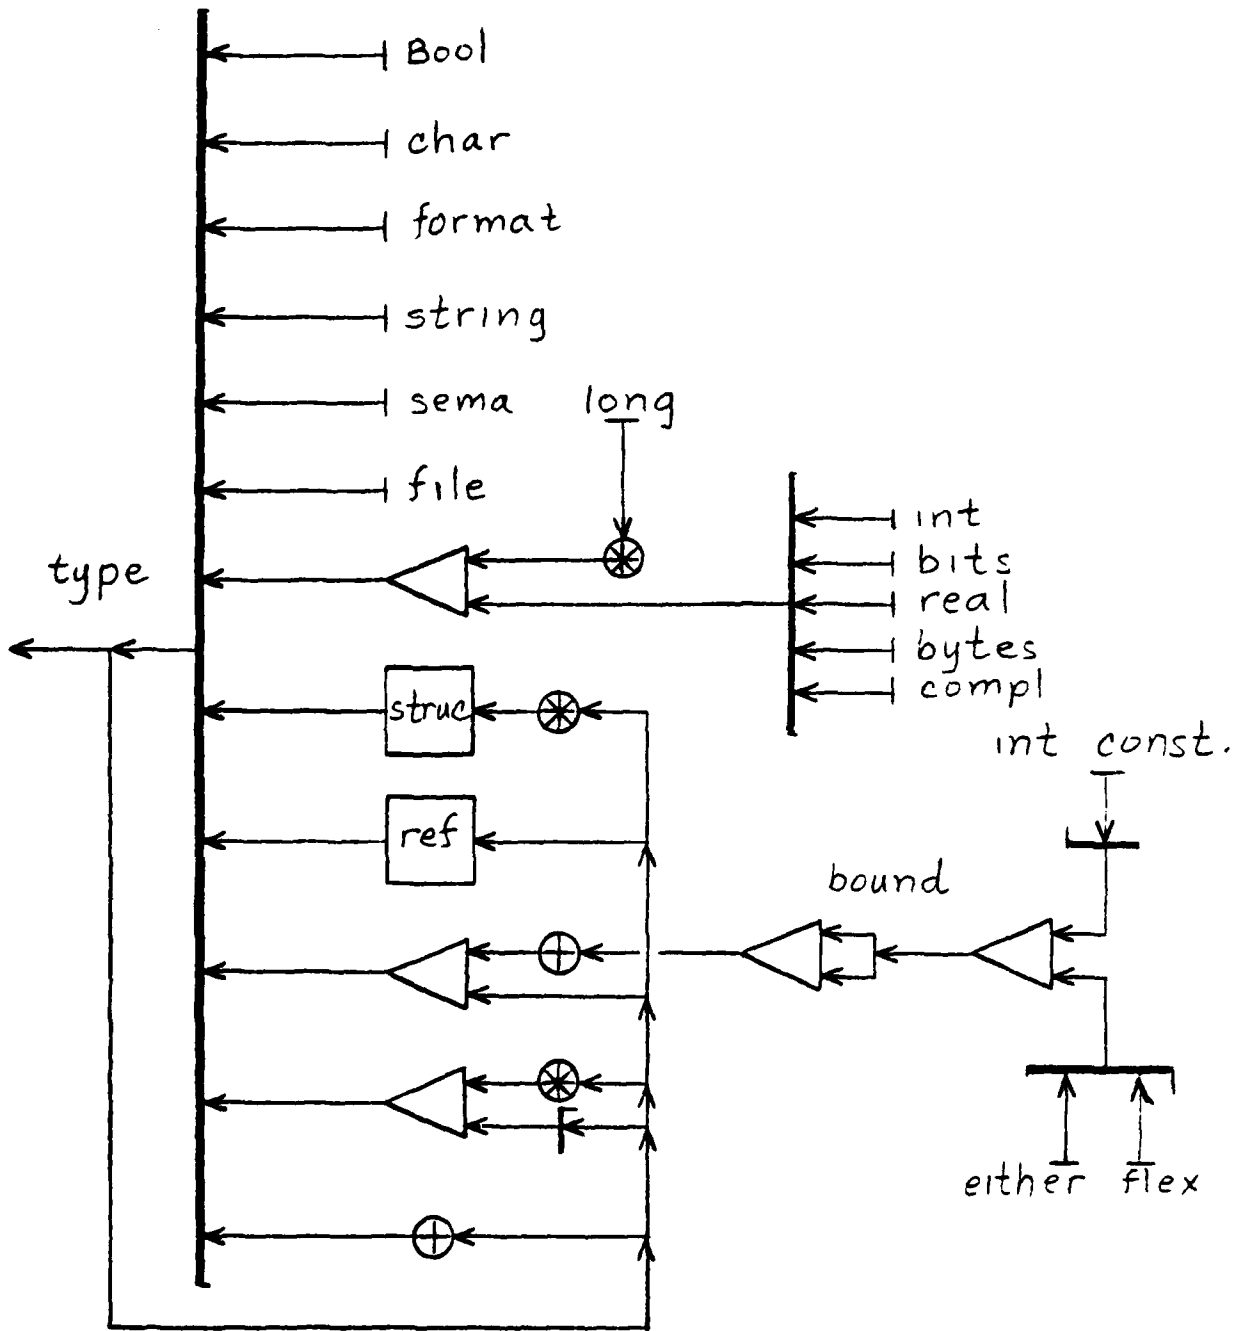 Bool
char
format
string
sema
long
file
int
bits
type
real
bytes
compl
struc
int const.
ref
bound
either flex